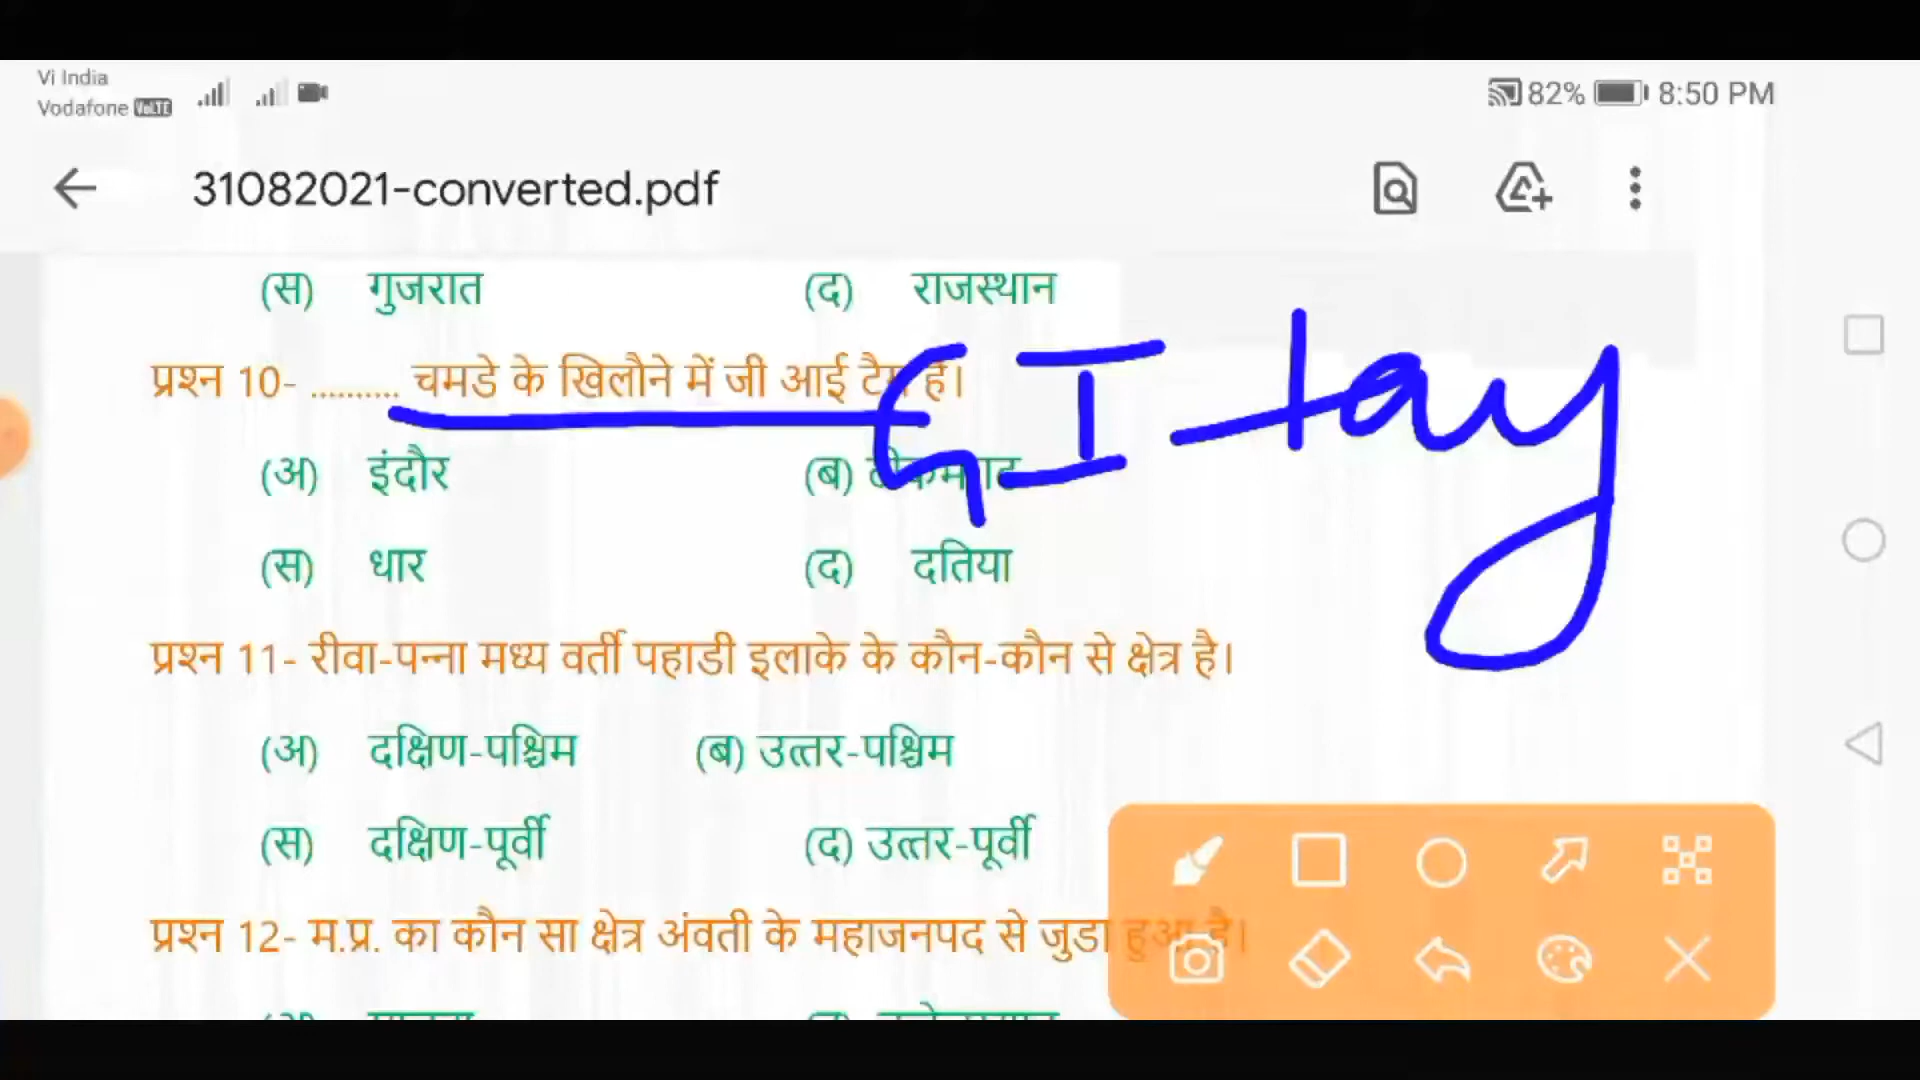 Vi India
Vodafone VoLTE
82% 8:50 PM
31082021-converted.pdf
(स) गुजरात (द) राजस्थान
प्रश्न 10- .......... चमडे के खिलौने में जी आई टैग है।
GI tag
(अ) इंदौर (ब) टीकमगढ
(स) धार (द) दतिया
प्रश्न 11- रीवा-पन्ना मध्य वर्ती पहाडी इलाके के कौन-कौन से क्षेत्र है।
(अ) दक्षिण-पश्चिम (ब) उत्तर-पश्चिम
(स) दक्षिण-पूर्वी (द) उत्तर-पूर्वी
प्रश्न 12- म.प्र. का कौन सा क्षेत्र अंवती के महाजनपद से जुडा हुआ है।